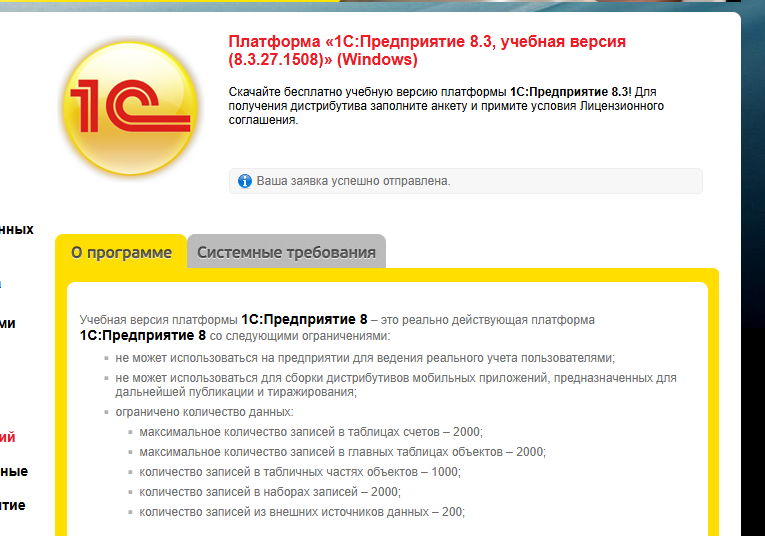 Платформа «1С:Предприятие 8.3, учебная версия
(8.3.27.1508)» (Windows)
1С
Скачайте бесплатно учебную версию платформы 1С:Предприятие 8.3! Для
получения дистрибутива заполните анкету и примите условия Лицензионного
соглашения.
Ваша заявка успешно отправлена.
нных
О программе
Системные требования
ми
Учебная версия платформы 1С:Предприятие 8 – это реально действующая платформа
1С:Предприятие 8 со следующими ограничениями:
не может использоваться на предприятии для ведения реального учета пользователями;
не может использоваться для сборки дистрибутивов мобильных приложений, предназначенных для
дальнейшей публикации и тиражирования;
ограничено количество данных:
максимальное количество записей в таблицах счетов – 2000;
ий
максимальное количество записей в главных таблицах объектов – 2000;
количество записей в табличных частях объектов – 1000;
ные
количество записей в наборах записей – 2000;
тие
количество записей из внешних источников данных – 200;